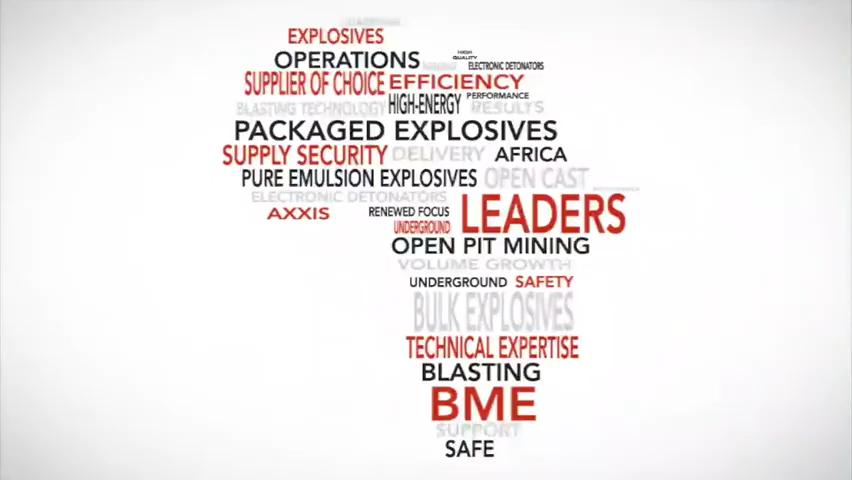 EXPLOSIVES
OPERATIONS
HIGH QUALITY
ELECTRONIC DETONATORS
SUPPLIER OF CHOICE EFFICIENCY
PERFORMANCE
BLASTING TECHNOLOGY HIGH-ENERGY RESULTS
PACKAGED EXPLOSIVES
SUPPLY SECURITY DELIVERY AFRICA
PURE EMULSION EXPLOSIVES OPEN CAST
ELECTRONIC DETONATORS
AXXIS RENEWED FOCUS LEADERS
UNDERGROUND
OPEN PIT MINING
VOLUME GROWTH
UNDERGROUND SAFETY
BULK EXPLOSIVES
TECHNICAL EXPERTISE
BLASTING
BME
SUPPORT
SAFE